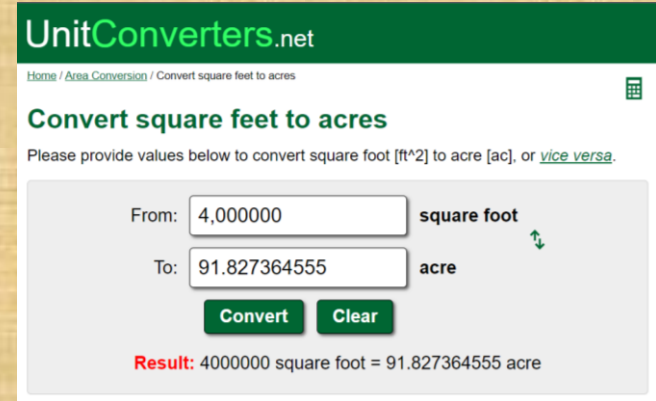 UnitConverters.net
Home / Area Conversion / Convert square feet to acres
Convert square feet to acres
Please provide values below to convert square foot [ft^2] to acre [ac], or vice versa.
From: 4,000000 square foot
To: 91.827364555 acre
Convert Clear
Result: 4000000 square foot = 91.827364555 acre